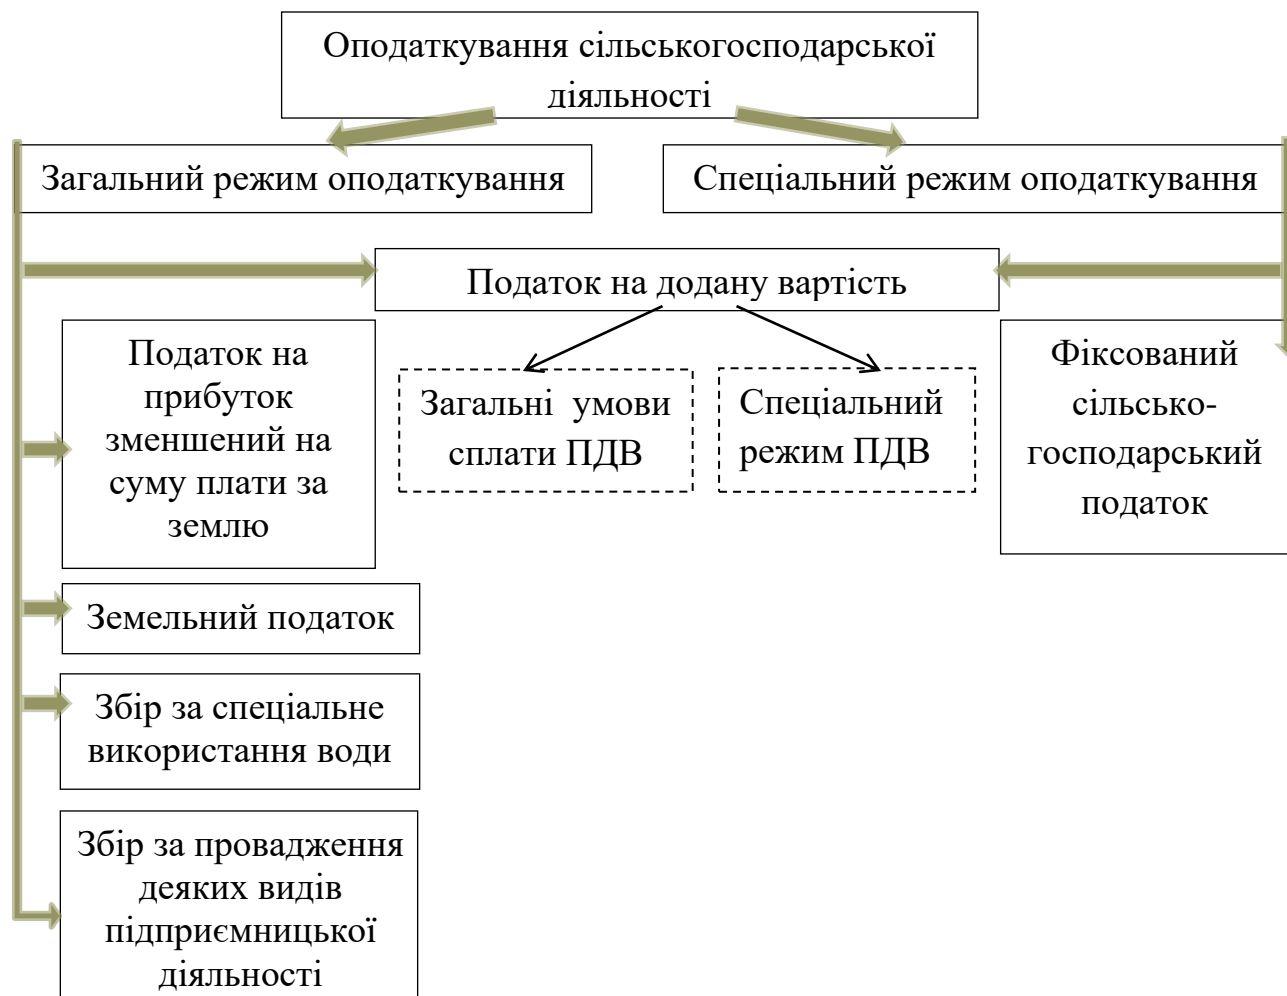 Оподаткування сільськогосподарської
діяльності
Загальний режим оподаткування
Спеціальний режим оподаткування
Податок на додану вартість
Податок на
прибуток
зменшений на
суму плати за
землю
Загальні умови
сплати ПДВ
Спеціальний
режим ПДВ
Фіксований
сільсько-
господарський
податок
Земельний податок
Збір за спеціальне
використання води
Збір за провадження
деяких видів
підприємницької
діяльності